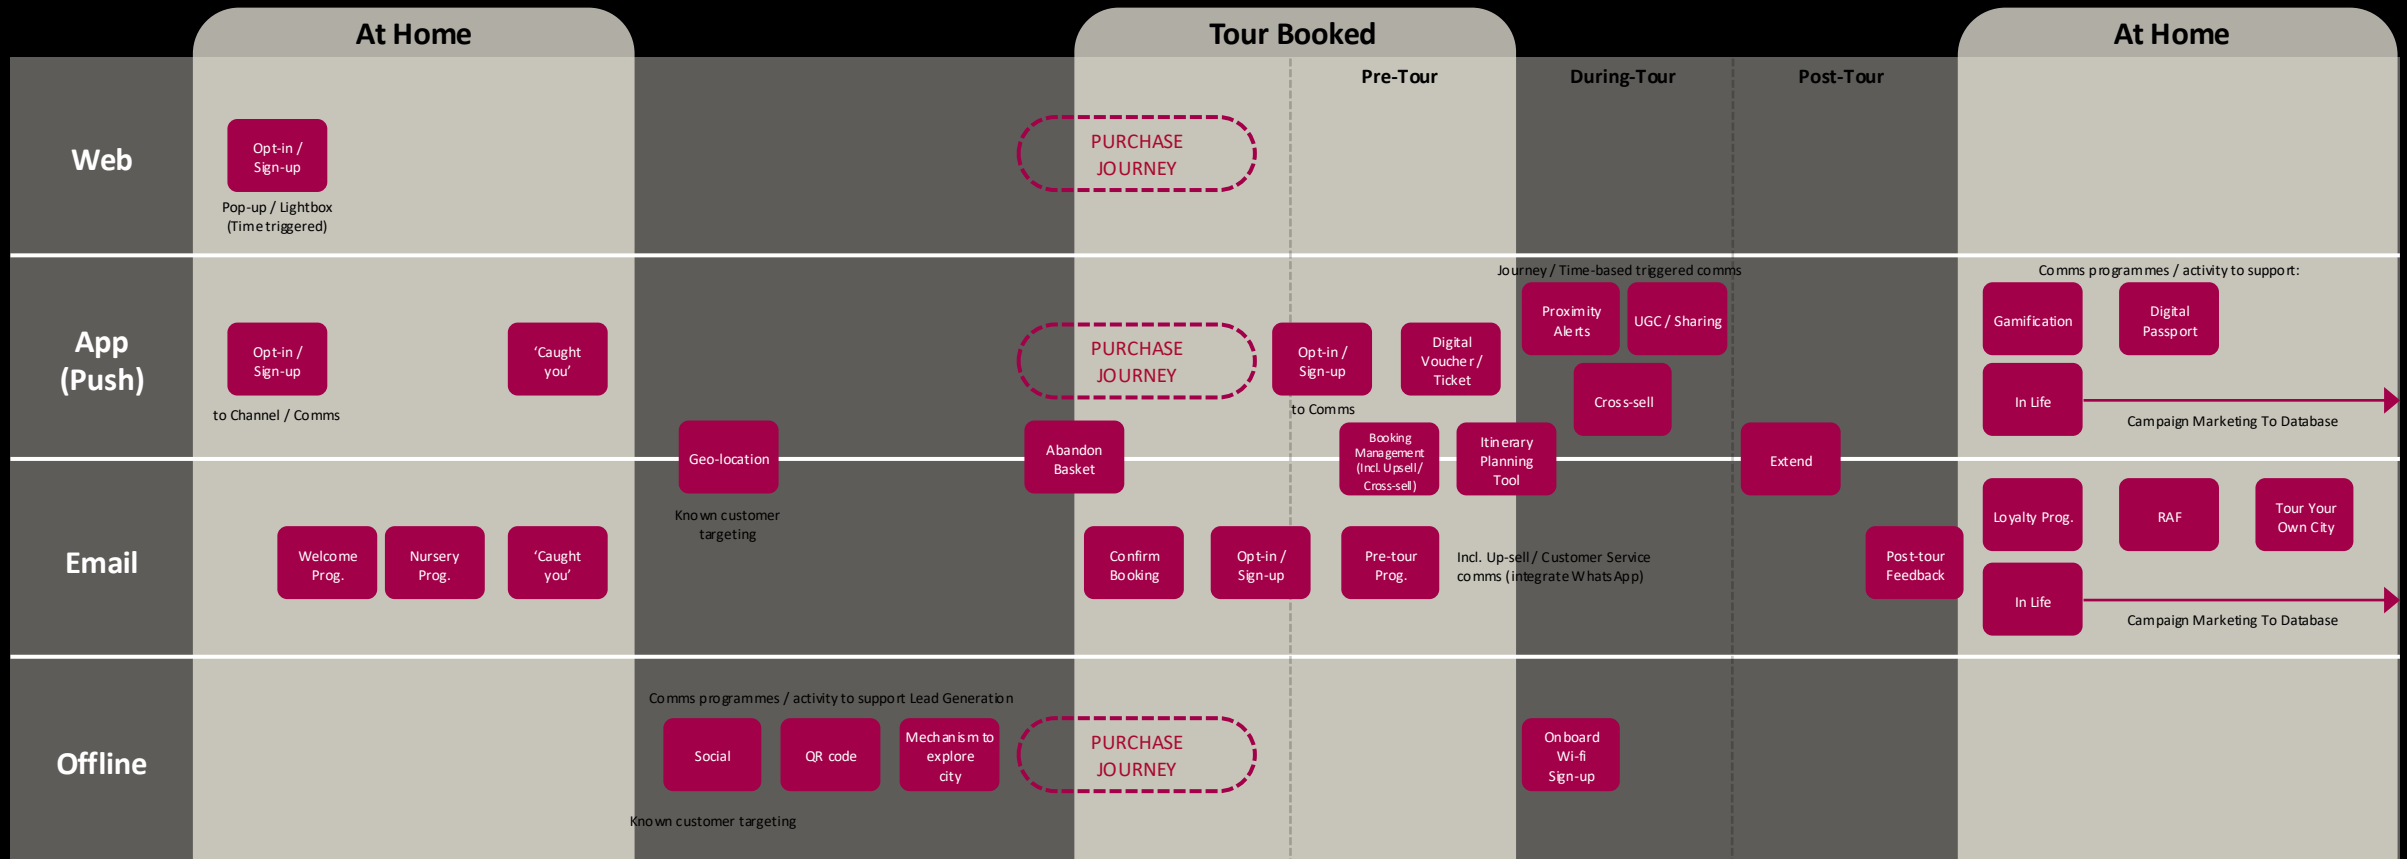 At Home
Tour Booked
At Home
Pre-Tour
During-Tour
Post-Tour
Web
Opt-in /
Sign-up
Pop-up / Lightbox
(Time triggered)
PURCHASE
JOURNEY
App
(Push)
Opt-in /
Sign-up
to Channel / Comms
‘Caught
you’
PURCHASE
JOURNEY
Opt-in /
Sign-up
to Comms
Digital
Voucher /
Ticket
Journey / Time-based triggered comms
Proximity
Alerts
UGC / Sharing
Cross-sell
Comms programmes / activity to support:
Gamification
Digital
Passport
In Life
Campaign Marketing To Database
Geo-location
Known customer
targeting
Abandon
Basket
Booking
Management
(Incl. Upsell /
Cross-sell)
Itinerary
Planning
Tool
Extend
Email
Welcome
Prog.
Nursery
Prog.
‘Caught
you’
Confirm
Booking
Opt-in /
Sign-up
Pre-tour
Prog.
Incl. Up-sell / Customer Service
comms (integrate WhatsApp)
Post-tour
Feedback
Loyalty Prog.
RAF
Tour Your
Own City
In Life
Campaign Marketing To Database
Offline
Comms programmes / activity to support Lead Generation
Social
QR code
Mechanism to
explore
city
Known customer targeting
PURCHASE
JOURNEY
Onboard
Wi-fi
Sign-up